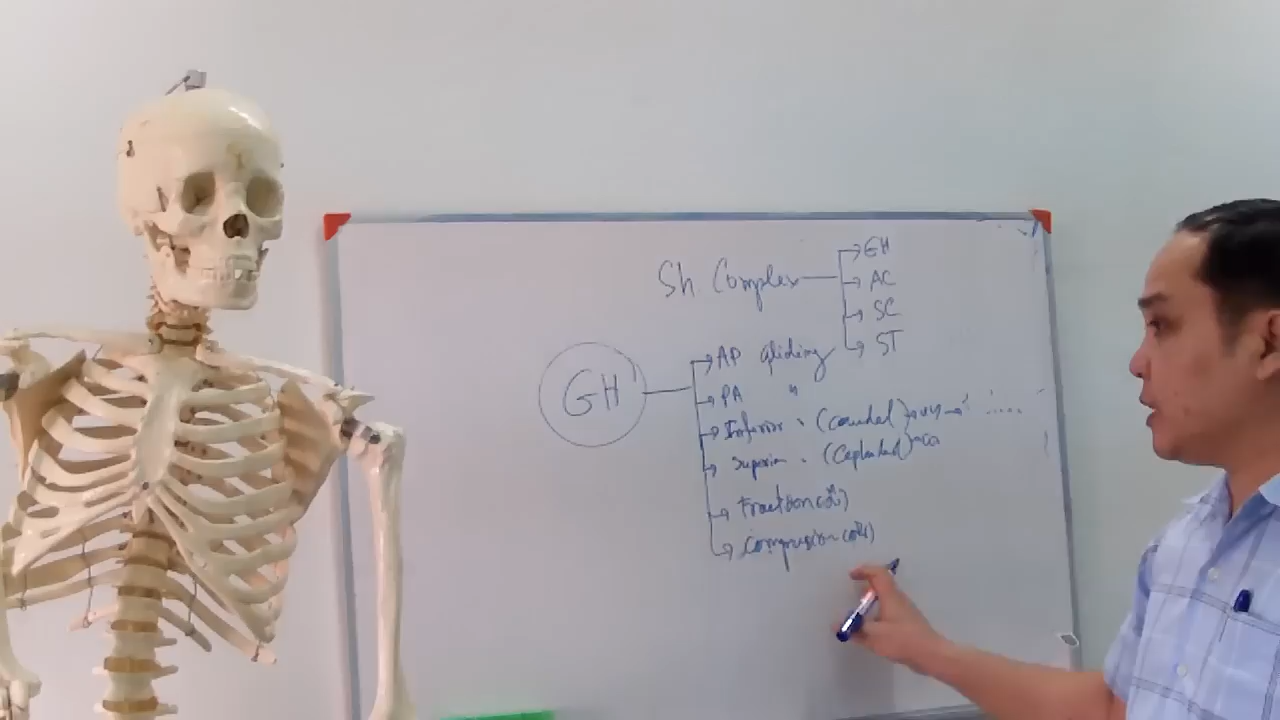 Sh Complex
GH
AC
SC
ST
GH
AP gliding
PA "
Inferior " (caudal)
Superior " (Cephalad)
Traction
Compression